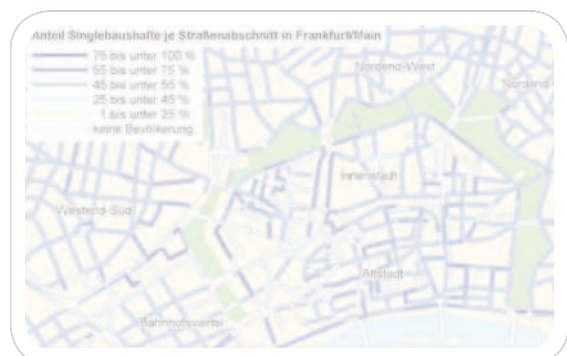 Anteil Singlehaushalte je Straßenabschnitt in Frankfurt/Main
75 bis unter 100 %
55 bis unter 75 %
45 bis unter 55 %
25 bis unter 45 %
1 bis unter 25 %
keine Bevölkerung
Nordend-West
Nordend-
Innenstadt
Westend-Süd
Altstadt
Bahnhofsviertel